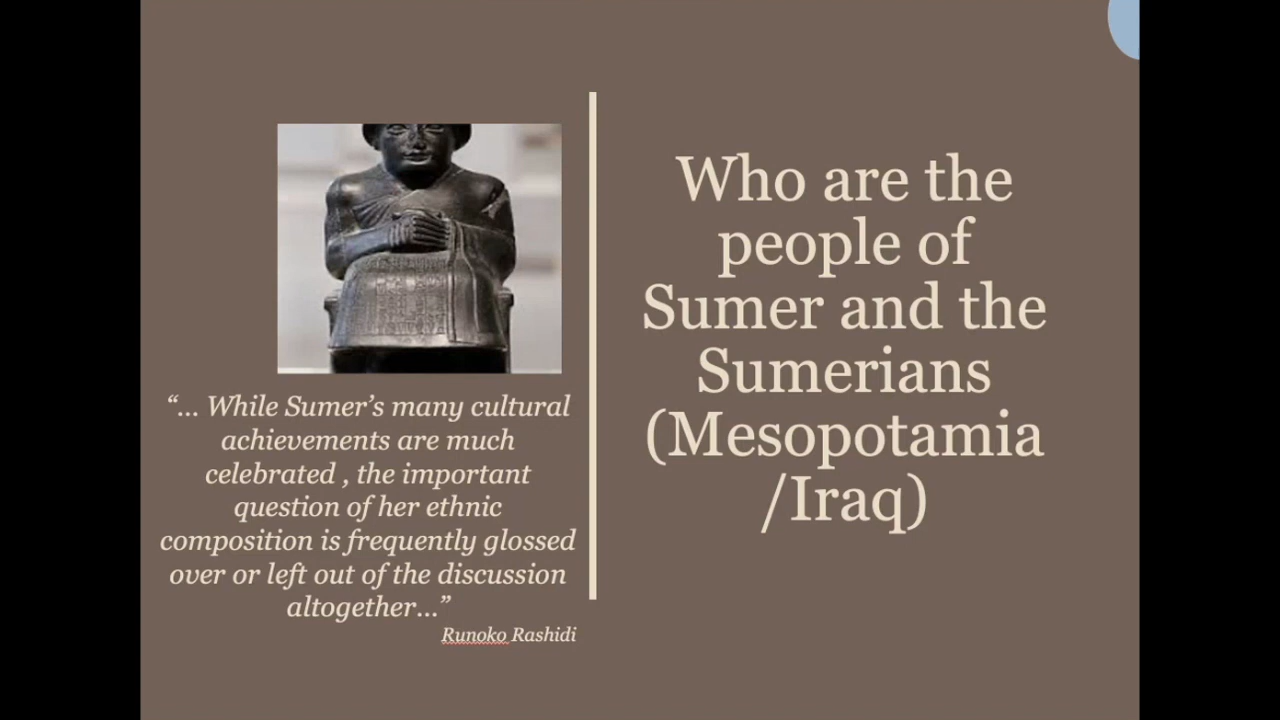 “... While Sumer’s many cultural
achievements are much
celebrated , the important
question of her ethnic
composition is frequently glossed
over or left out of the discussion
altogether...”
Runoko Rashidi
Who are the
people of
Sumer and the
Sumerians
(Mesopotamia
/Iraq)